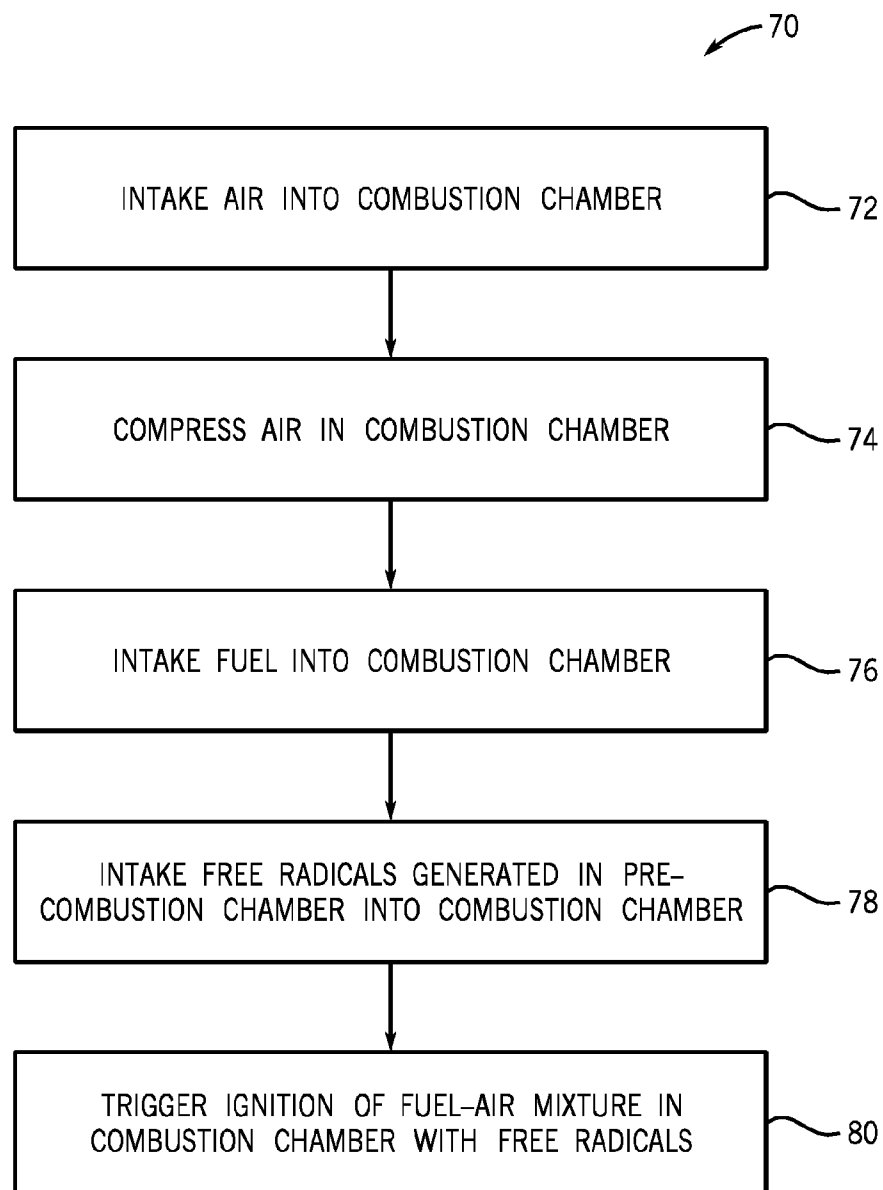 70
INTAKE AIR INTO COMBUSTION CHAMBER
72
COMPRESS AIR IN COMBUSTION CHAMBER
74
INTAKE FUEL INTO COMBUSTION CHAMBER
76
INTAKE FREE RADICALS GENERATED IN PRE–
COMBUSTION CHAMBER INTO COMBUSTION CHAMBER
78
TRIGGER IGNITION OF FUEL–AIR MIXTURE IN
COMBUSTION CHAMBER WITH FREE RADICALS
80